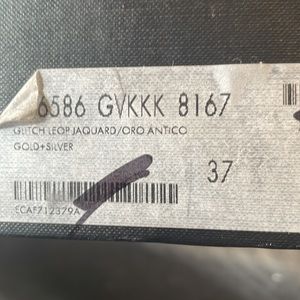 6586 GVKKK 8167
GLITCH LEOP JAQUARD/ORO ANTICO
GOLD+SILVER
37
ECAF712379A